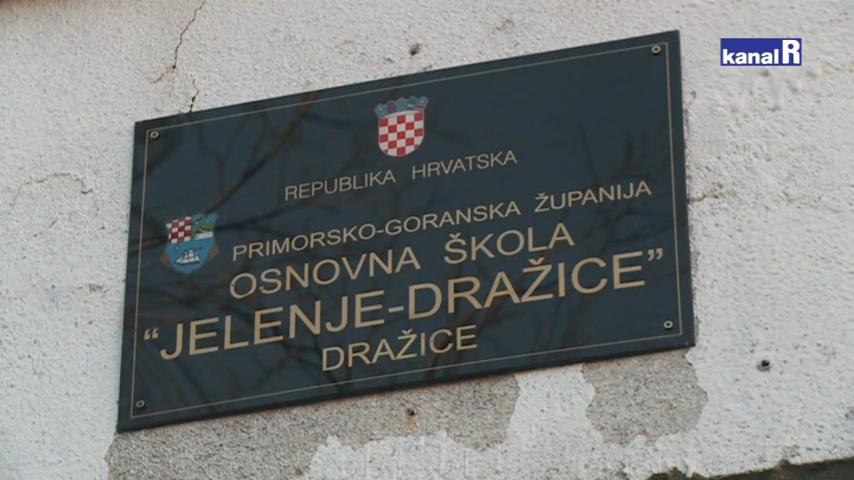 kanal R
REPUBLIKA HRVATSKA
PRIMORSKO-GORANSKA ŽUPANIJA
OSNOVNA ŠKOLA
“JELENJE-DRAŽICE”
DRAŽICE